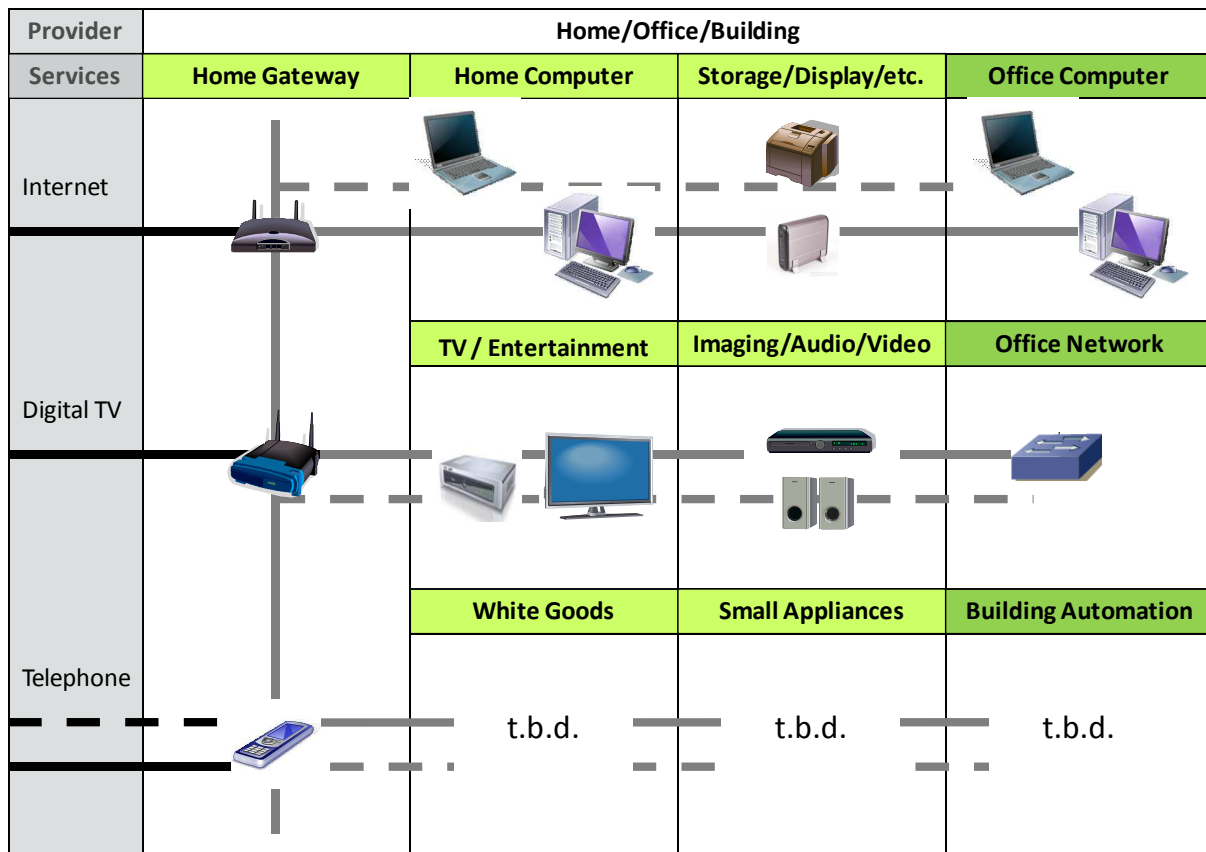 Provider
Home/Office/Building
Services
Home Gateway
Home Computer
Storage/Display/etc.
Office Computer
Internet
TV / Entertainment
Imaging/Audio/Video
Office Network
Digital TV
White Goods
Small Appliances
Building Automation
Telephone
t.b.d.
t.b.d.
t.b.d.